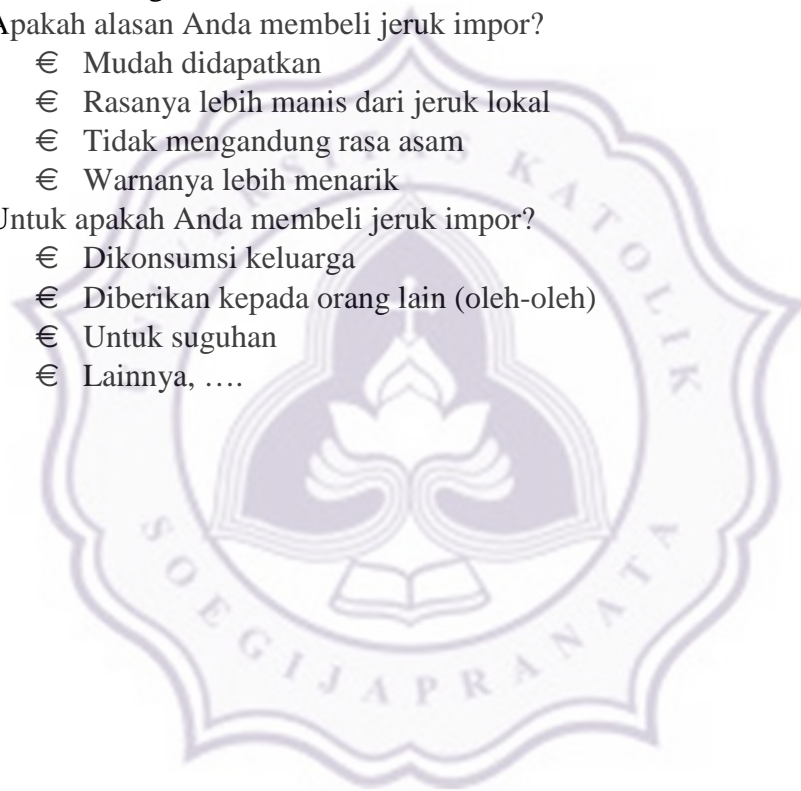 Apakah alasan Anda membeli jeruk impor?
€ Mudah didapatkan
€ Rasanya lebih manis dari jeruk lokal
€ Tidak mengandung rasa asam
€ Warnanya lebih menarik
Untuk apakah Anda membeli jeruk impor?
€ Dikonsumsi keluarga
€ Diberikan kepada orang lain (oleh-oleh)
€ Untuk suguhan
€ Lainnya, ….
UNIVERSITAS KATOLIK
SOEGIJAPRANATA